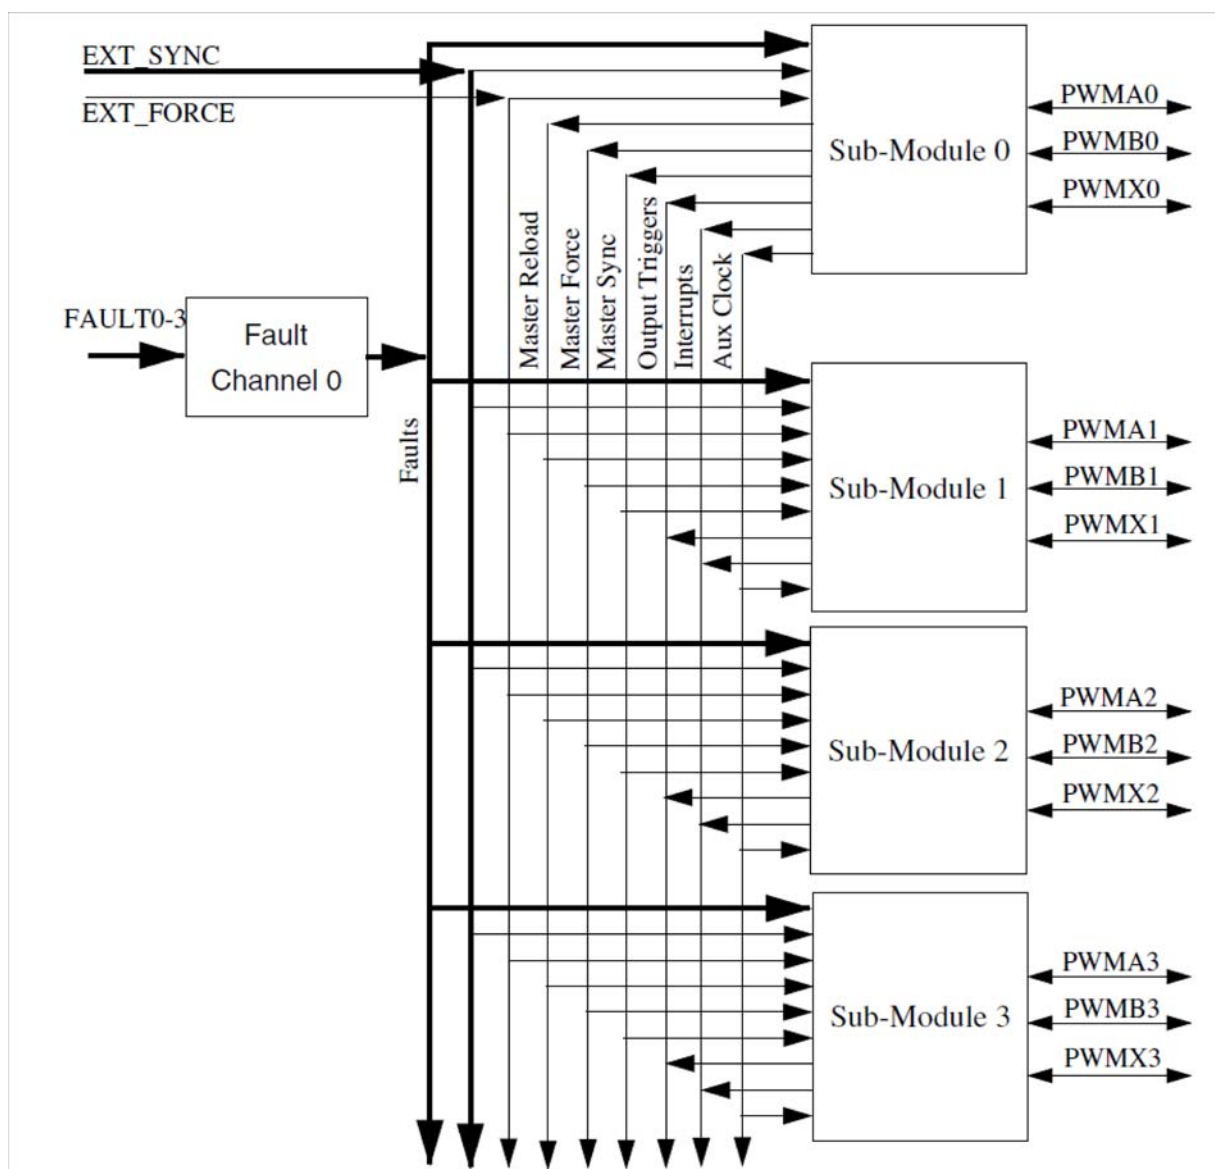 EXT_SYNC
EXT_FORCE
Sub-Module 0
PWMA0
PWMB0
PWMX0
Master Reload
Master Force
Master Sync
Output Triggers
Interrupts
Aux Clock
FAULT0-3
Fault
Channel 0
Faults
Sub-Module 1
PWMA1
PWMB1
PWMX1
Sub-Module 2
PWMA2
PWMB2
PWMX2
Sub-Module 3
PWMA3
PWMB3
PWMX3